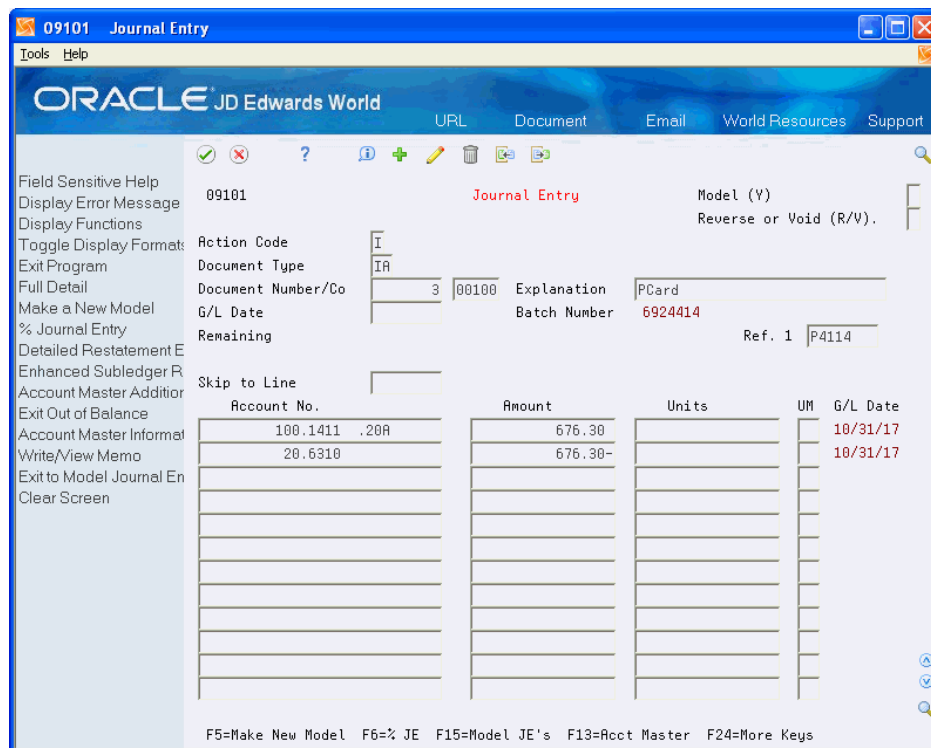 09101 Journal Entry
Tools Help
ORACLE JD Edwards World
URL Document Email World Resources Support
Field Sensitive Help
Display Error Message
Display Functions
Toggle Display Formats
Exit Program
Full Detail
Make a New Model
% Journal Entry
Detailed Restatement E
Enhanced Subledger R
Account Master Addition
Exit Out of Balance
Account Master Informat
Write/View Memo
Exit to Model Journal En
Clear Screen
09101 Journal Entry Model (Y)
Reverse or Void (R/V).
Action Code I
Document Type IA
Document Number/Co 3 00100 Explanation PCard
G/L Date Batch Number 6924414
Remaining Ref. 1 P4114
Skip to Line
Account No. Amount Units UM G/L Date
100.1411 .20A 676.30 10/31/17
20.6310 676.30- 10/31/17
F5=Make New Model F6=% JE F15=Model JE's F13=Acct Master F24=More Keys